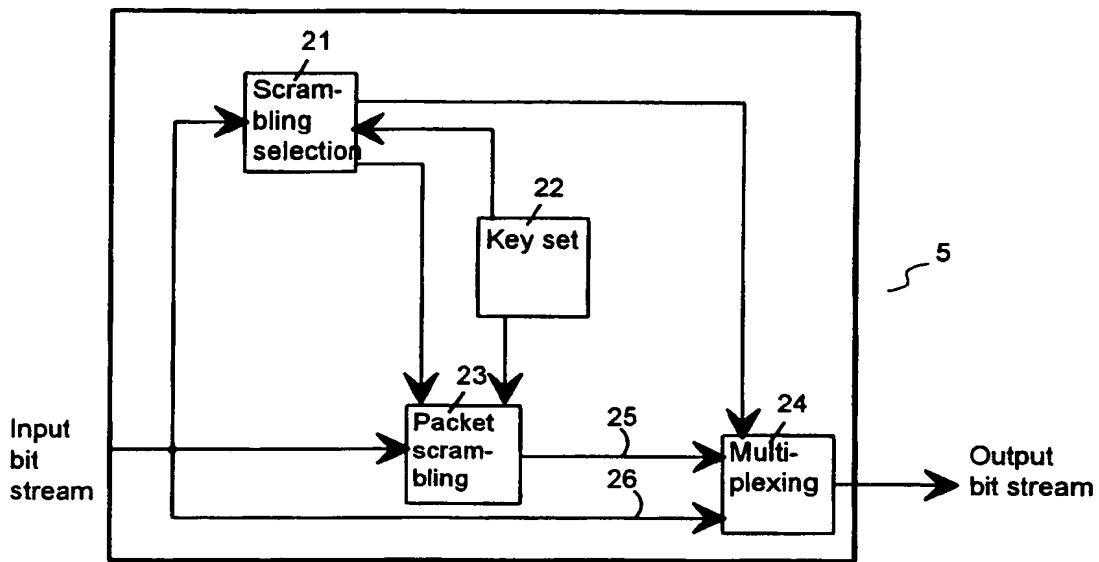 21
Scram-
bling
selection
22
Key set
5
23
Packet
scram-
bling
24
Multi-
plexing
25
26
Input
bit
stream
Output
bit stream